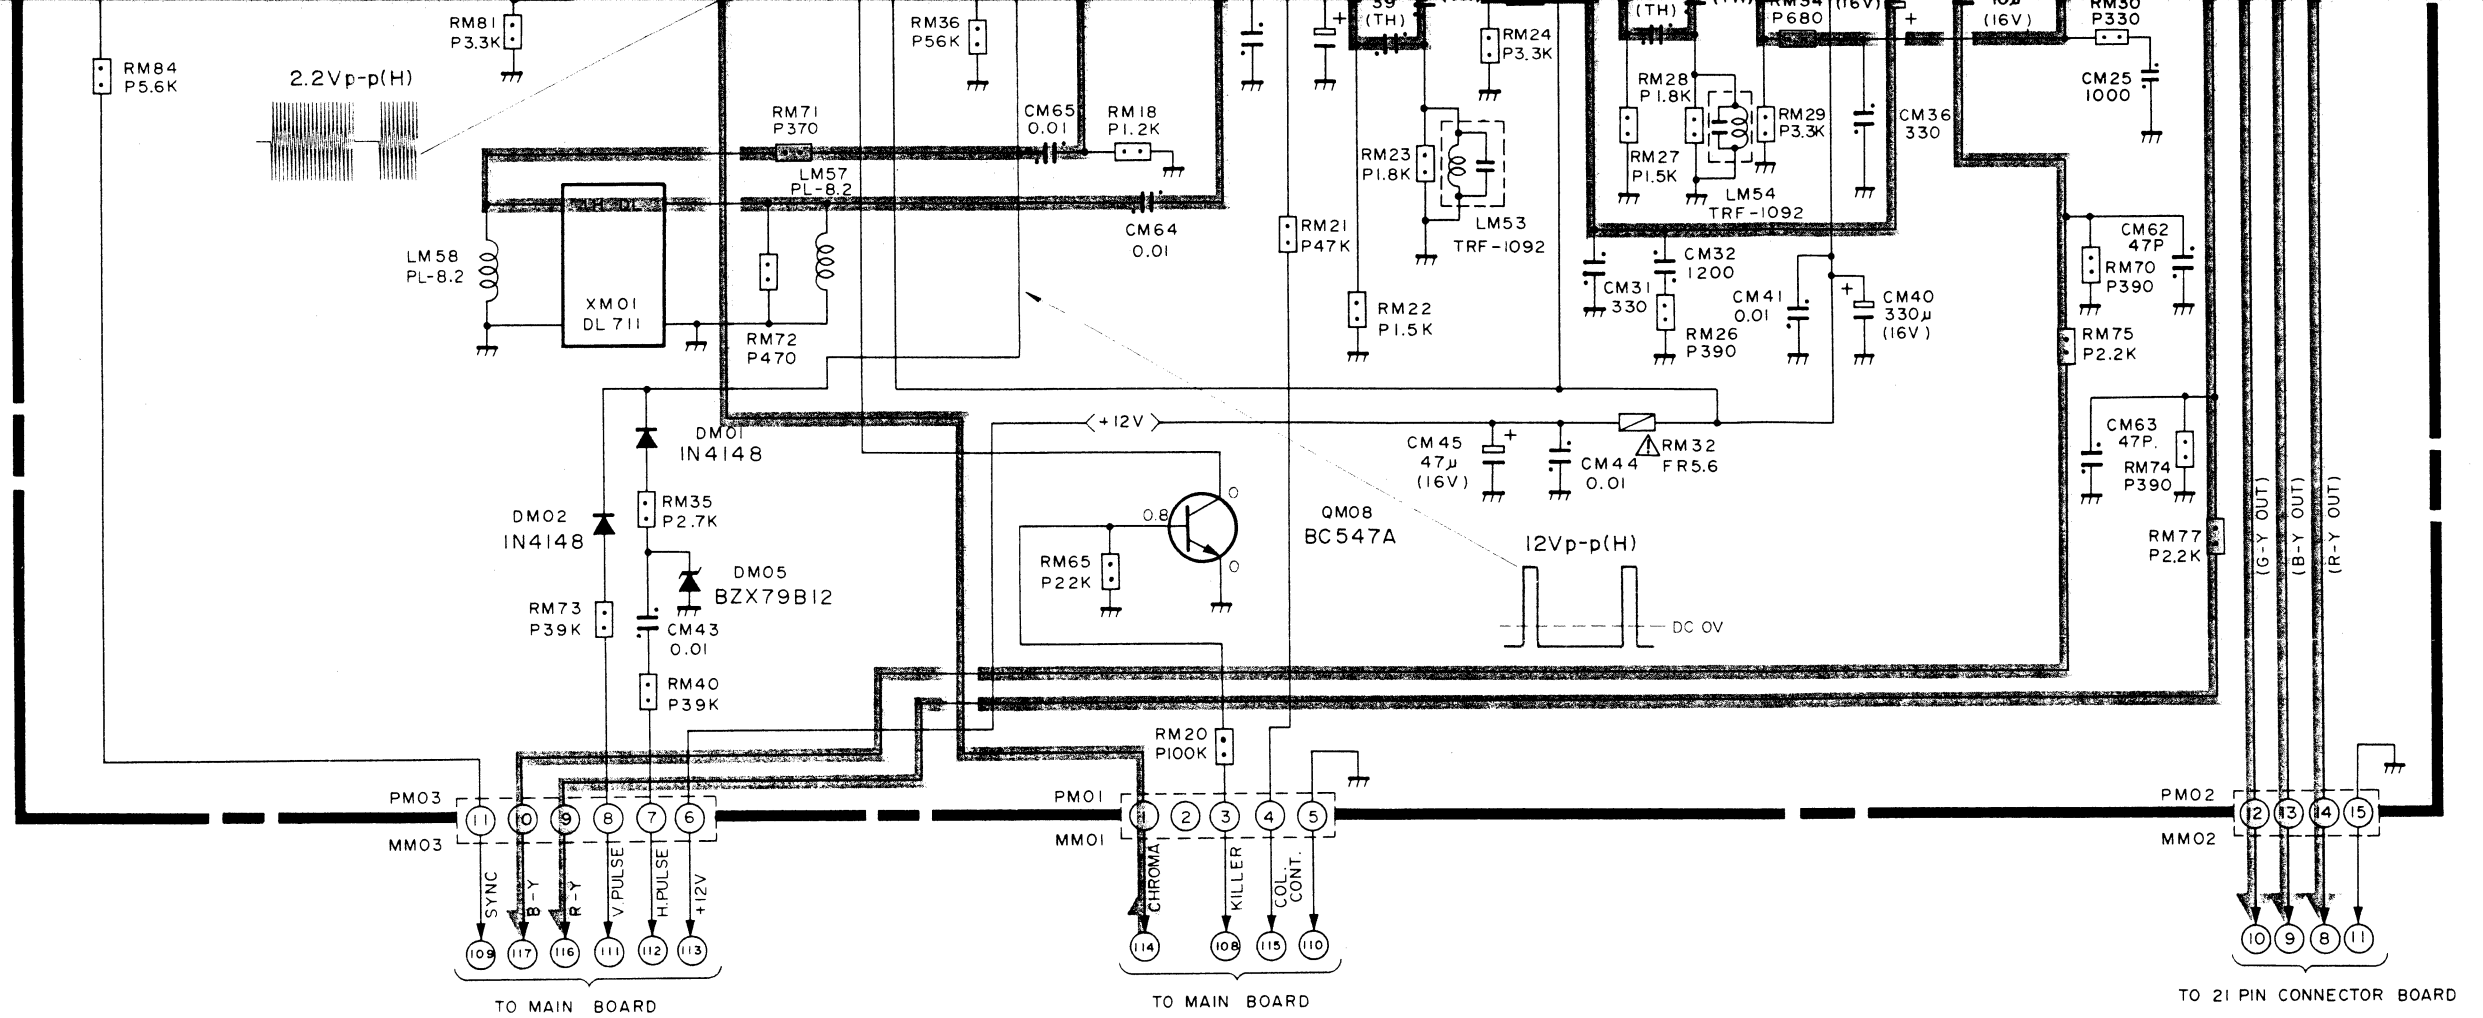 RM81
P3.3K
RM36
P56K
39
(TH)
RM24
P3.3K
(TH)
RM34
P680
(16V)
10µ
(16V)
RM30
P330
RM84
P5.6K
2.2Vp-p(H)
CM25
1000
RM71
P370
CM65
0.01
RM18
P1.2K
RM28
P1.8K
RM29
P3.3K
CM36
330
RM23
P1.8K
RM27
P1.5K
LM54
TRF-1092
LM57
PL-8.2
1H DL
CM64
0.01
RM21
P47K
LM53
TRF-1092
LM58
PL-8.2
XM01
DL 711
RM72
P470
RM22
P1.5K
CM31
330
CM32
1200
RM26
P390
CM41
0.01
CM40
330µ
(16V)
CM62
47P
RM70
P390
RM75
P2.2K
+12V
DM01
1N4148
CM45
47µ
(16V)
CM44
0.01
RM32
FR5.6
CM63
47P.
RM74
P390
RM35
P2.7K
DM02
1N4148
0
0.8
0
QM08
BC547A
RM65
P22K
12Vp-p(H)
DC 0V
RM77
P2.2K
(G-Y OUT)
(B-Y OUT)
(R-Y OUT)
DM05
BZX79B12
RM73
P39K
CM43
0.01
RM40
P39K
RM20
P100K
PM03
11 10 9 8 7 6
MM03
PM01
1 2 3 4 5
MM01
PM02
12 13 14 15
MM02
SYNC
B-Y
R-Y
V.PULSE
H.PULSE
+12V
CHROMA
KILLER
COL.
CONT.
109 117 116 111 112 113
114 108 115 110
10 9 8 11
TO MAIN BOARD
TO MAIN BOARD
TO 21 PIN CONNECTOR BOARD